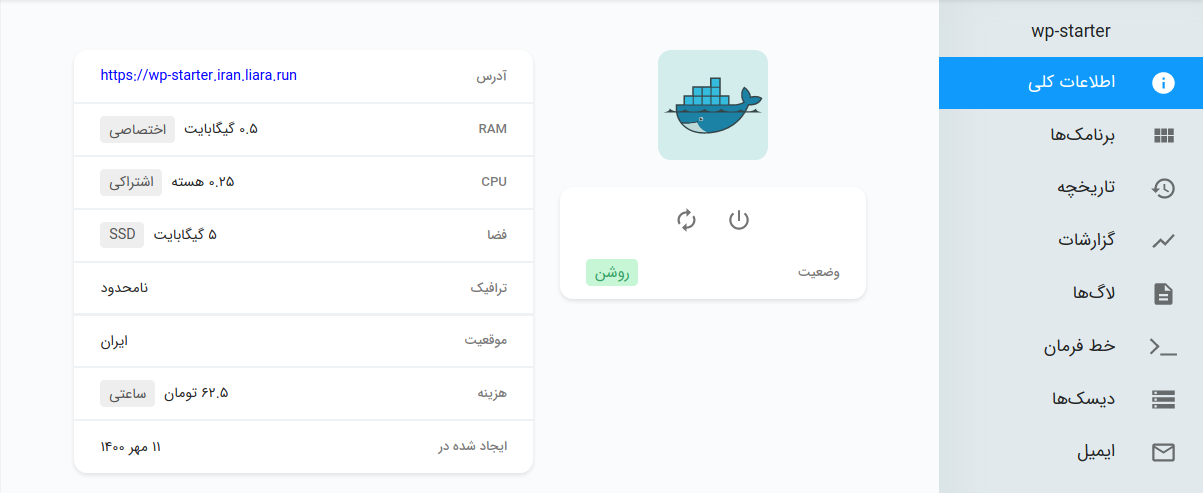 wp-starter
اطلاعات کلی
برنامک‌ها
تاریخچه
گزارشات
لاگ‌ها
خط فرمان
دیسک‌ها
ایمیل
وضعیت روشن
آدرس https://wp-starter.iran.liara.run
RAM ۰.۵ گیگابایت اختصاصی
CPU ۰.۲۵ هسته اشتراکی
فضا ۵ گیگابایت SSD
ترافیک نامحدود
موقعیت ایران
هزینه ۶۲.۵ تومان ساعتی
ایجاد شده در ۱۱ مهر ۱۴۰۰